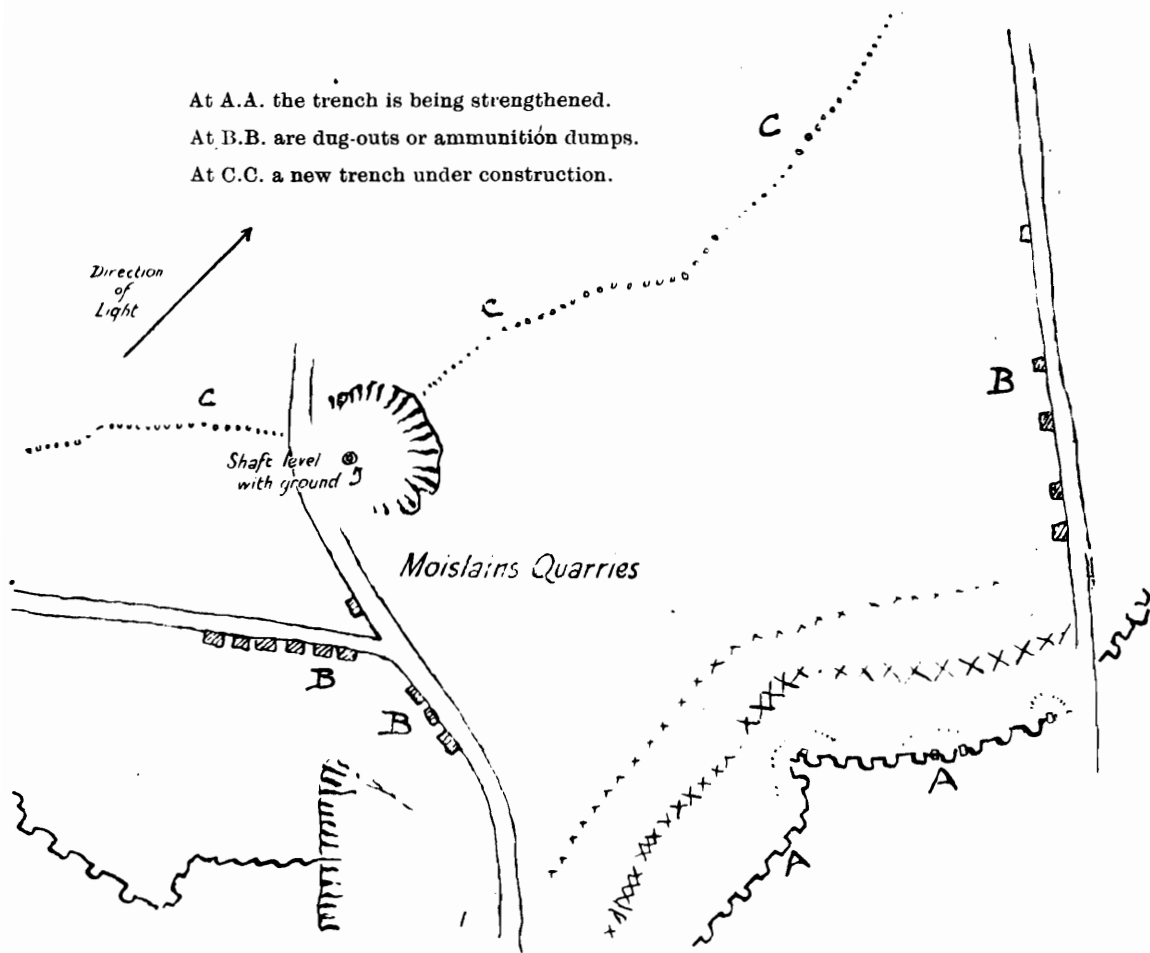 At A.A. the trench is being strengthened.
At B.B. are dug-outs or ammunition dumps.
At C.C. a new trench under construction.
C
Direction
of
Light
C
B
C
Shaft level
with ground
Moislains Quarries
B
B
A
A